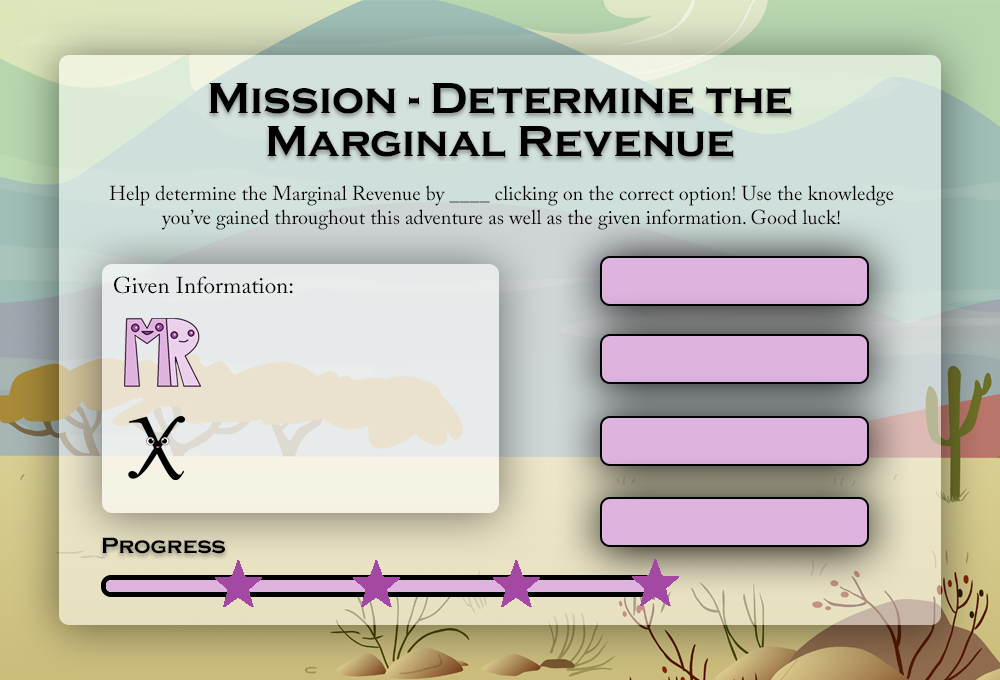 Mission - Determine the
Marginal Revenue
Help determine the Marginal Revenue by ____ clicking on the correct option! Use the knowledge
you've gained throughout this adventure as well as the given information. Good luck!
Given Information:
MR
X
Progress